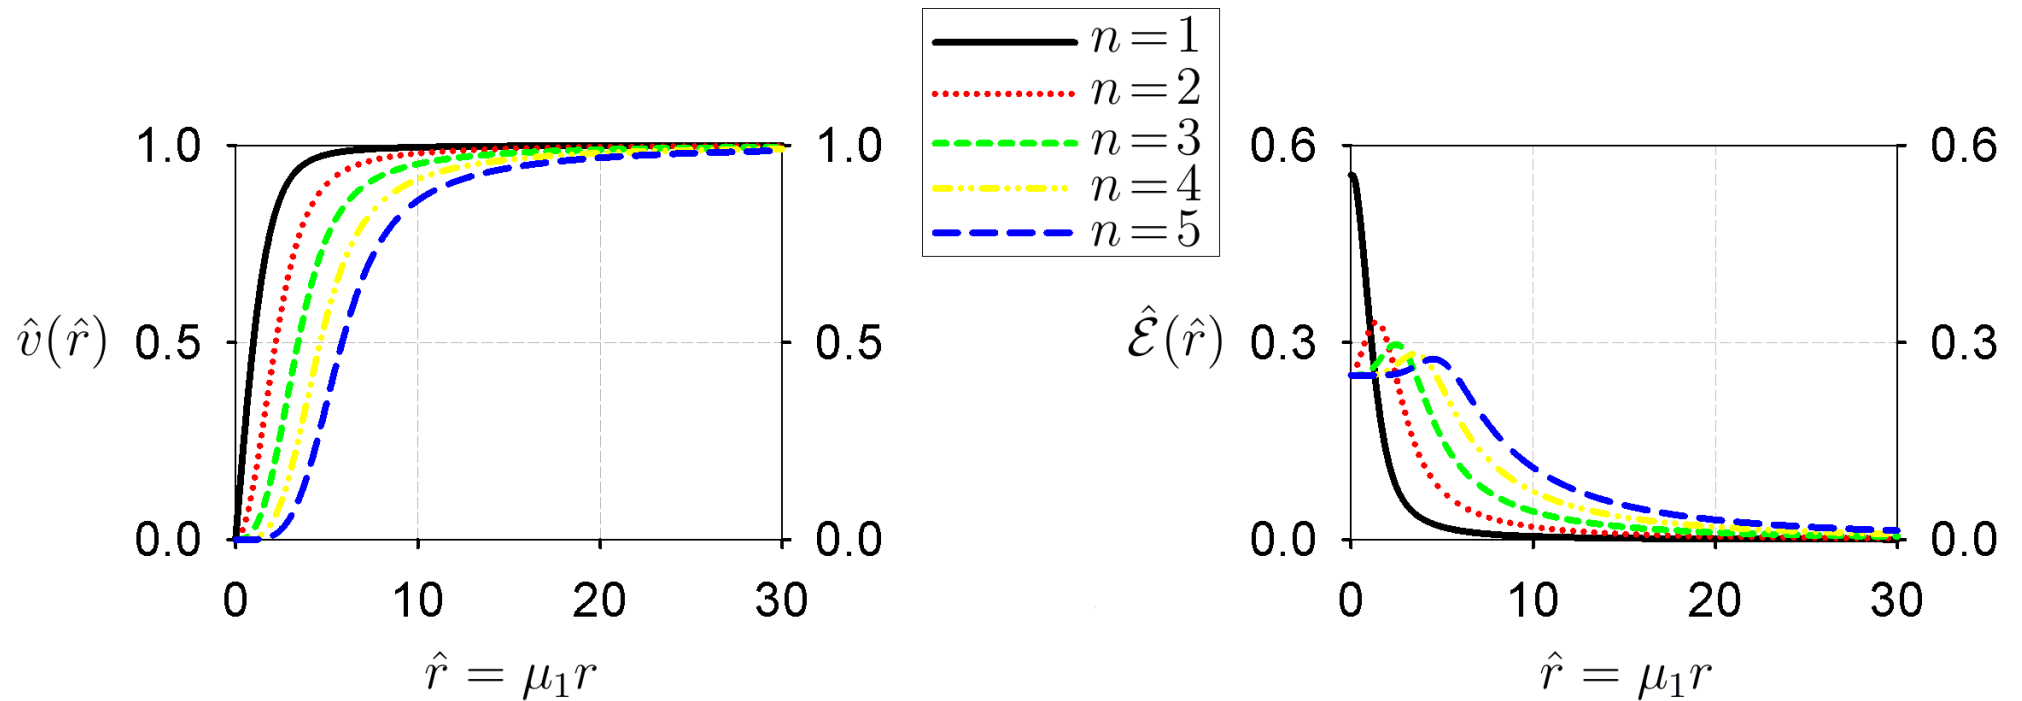 n = 1
n = 2
n = 3
n = 4
n = 5
1.0 1.0
v̂(r̂) 0.5 0.5
0.0 0.0
0 10 20 30
r̂ = μ₁r
0.6 0.6
ℰ̂(r̂) 0.3 0.3
0.0 0.0
0 10 20 30
r̂ = μ₁r